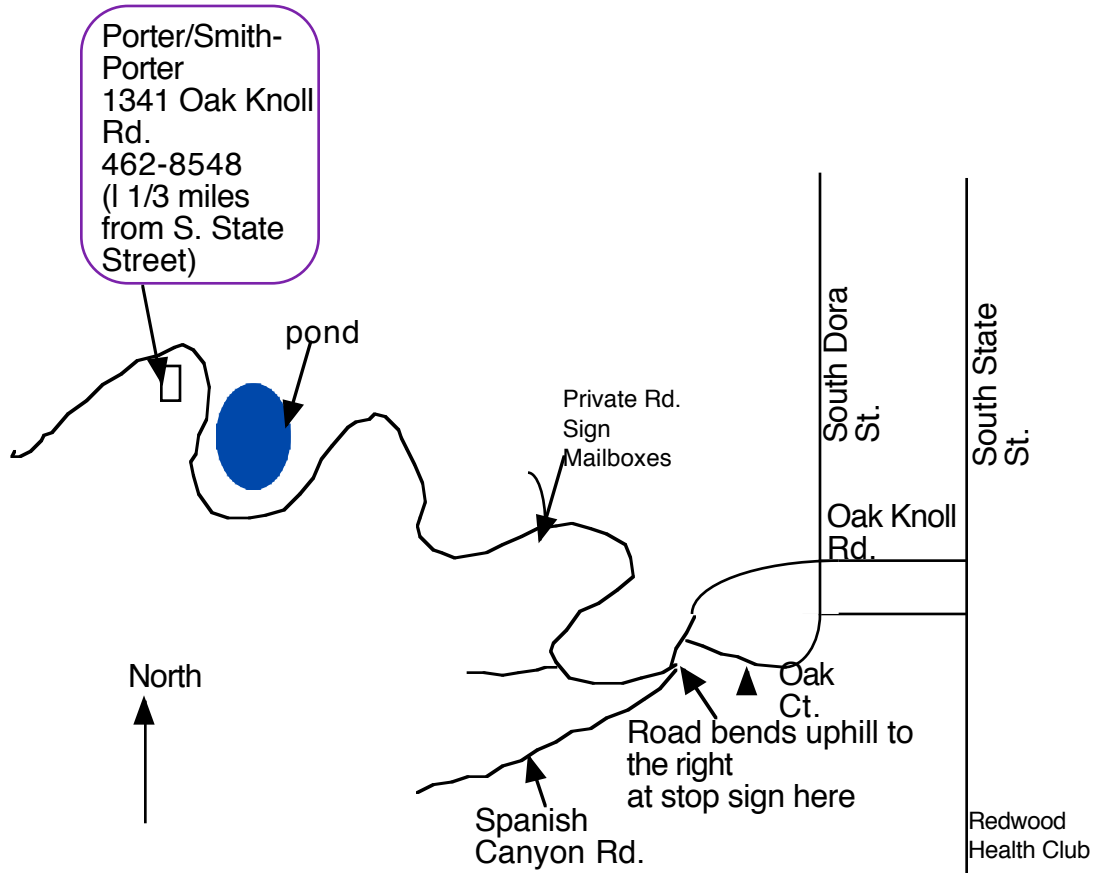 Porter/Smith-
Porter
1341 Oak Knoll
Rd.
462-8548
(l 1/3 miles
from S. State
Street)
pond
Private Rd.
Sign
Mailboxes
South Dora
St.
South State
St.
Oak Knoll
Rd.
North
Oak
Ct.
Road bends uphill to
the right
at stop sign here
Spanish
Canyon Rd.
Redwood
Health Club